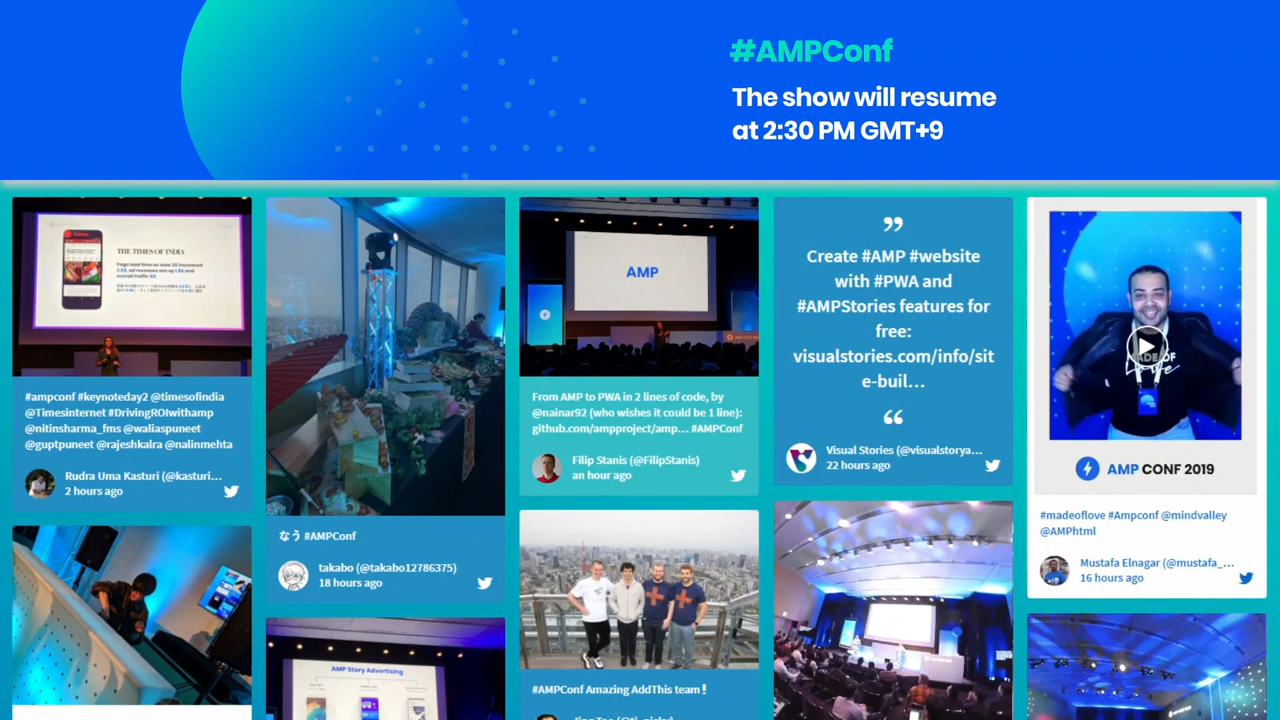 #AMPConf
The show will resume
at 2:30 PM GMT+9
THE TIMES OF INDIA
#ampconf #keynoteday2 @timesofindia
@Timesinternet #DrivingROIwithamp
@nitinsharma_fms @waliaspuneet
@guptpuneet @rajeshkalra @nalinmehta
Rudra Uma Kasturi (@kasturi...
2 hours ago
なう #AMPConf
takabo (@takabo12786375)
18 hours ago
AMP Story Advertising
AMP
From AMP to PWA in 2 lines of code, by
@nainar92 (who wishes it could be 1 line):
github.com/ampproject/amp... #AMPConf
Filip Stanis (@FilipStanis)
an hour ago
#AMPConf Amazing AddThis team!
”
Create #AMP #website
with #PWA and
#AMPStories features for
free:
visualstories.com/info/sit
e-buil...
“
Visual Stories (@visualstorya...
22 hours ago
MADE OF
Love
AMP CONF 2019
#madeoflove #Ampconf @mindvalley
@AMPhtml
Mustafa Elnagar (@mustafa_...
16 hours ago